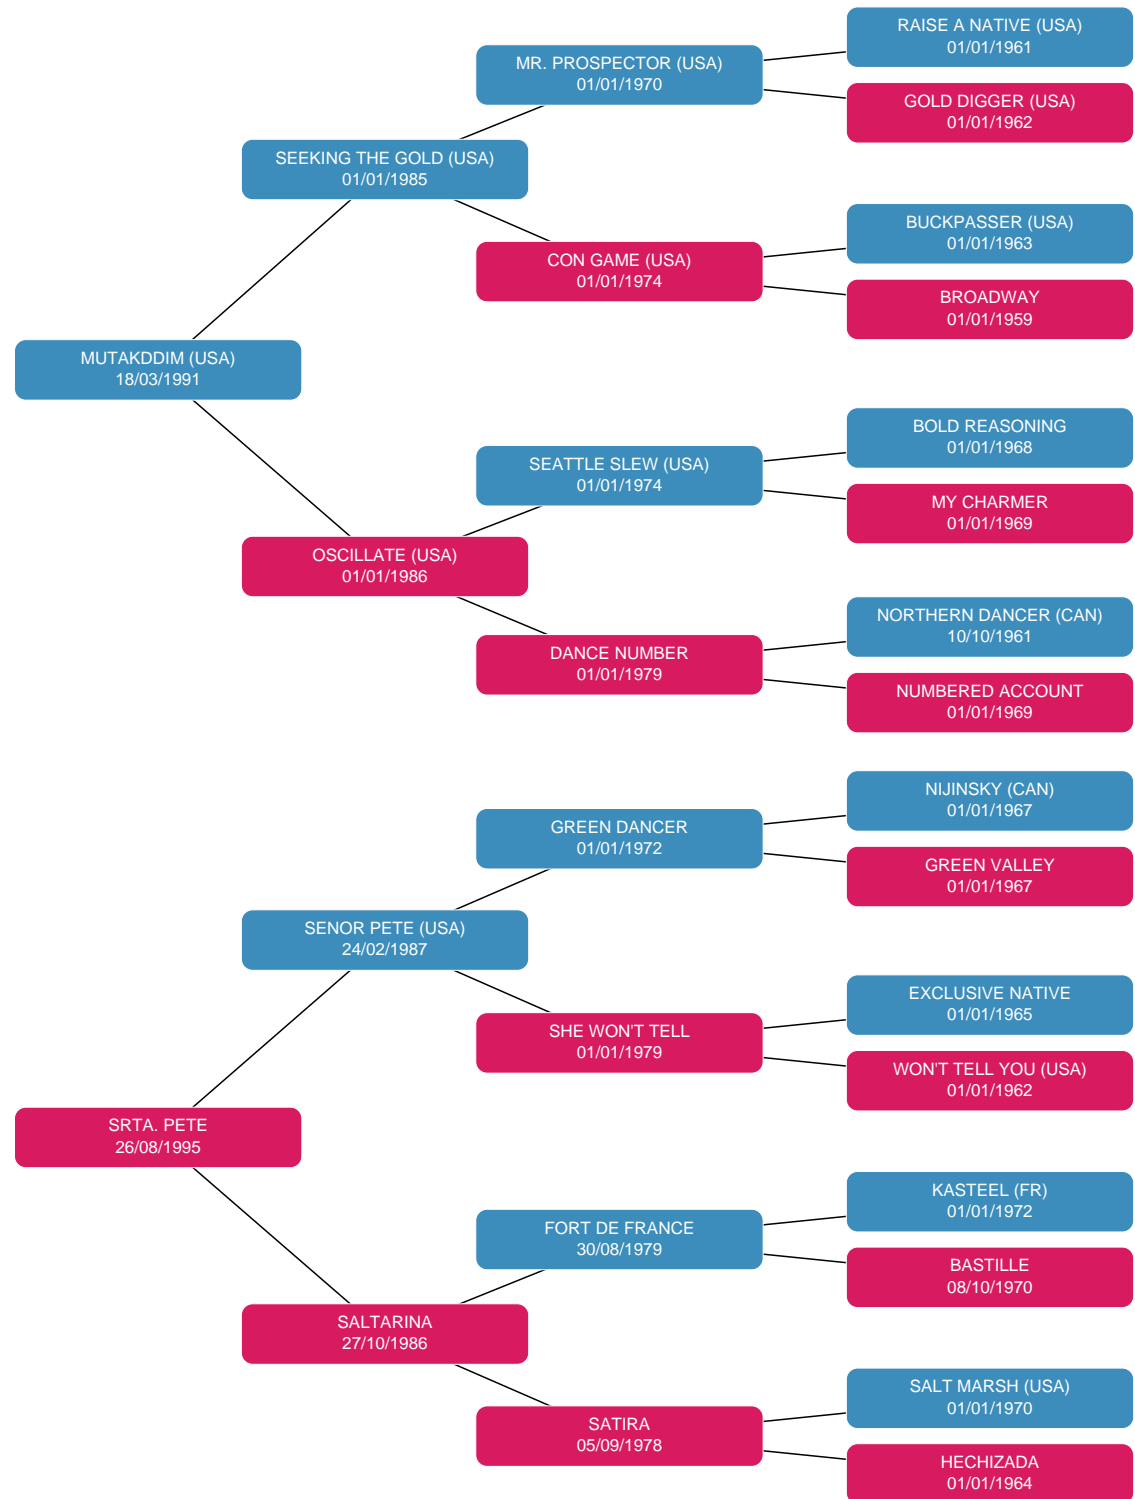 RAISE A NATIVE (USA)
01/01/1961
MR. PROSPECTOR (USA)
01/01/1970
GOLD DIGGER (USA)
01/01/1962
SEEKING THE GOLD (USA)
01/01/1985
BUCKPASSER (USA)
01/01/1963
CON GAME (USA)
01/01/1974
BROADWAY
01/01/1959
MUTAKDDIM (USA)
18/03/1991
BOLD REASONING
01/01/1968
SEATTLE SLEW (USA)
01/01/1974
MY CHARMER
01/01/1969
OSCILLATE (USA)
01/01/1986
NORTHERN DANCER (CAN)
10/10/1961
DANCE NUMBER
01/01/1979
NUMBERED ACCOUNT
01/01/1969
NIJINSKY (CAN)
01/01/1967
GREEN DANCER
01/01/1972
GREEN VALLEY
01/01/1967
SENOR PETE (USA)
24/02/1987
EXCLUSIVE NATIVE
01/01/1965
SHE WON'T TELL
01/01/1979
WON'T TELL YOU (USA)
01/01/1962
SRTA. PETE
26/08/1995
KASTEEL (FR)
01/01/1972
FORT DE FRANCE
30/08/1979
BASTILLE
08/10/1970
SALTARINA
27/10/1986
SALT MARSH (USA)
01/01/1970
SATIRA
05/09/1978
HECHIZADA
01/01/1964